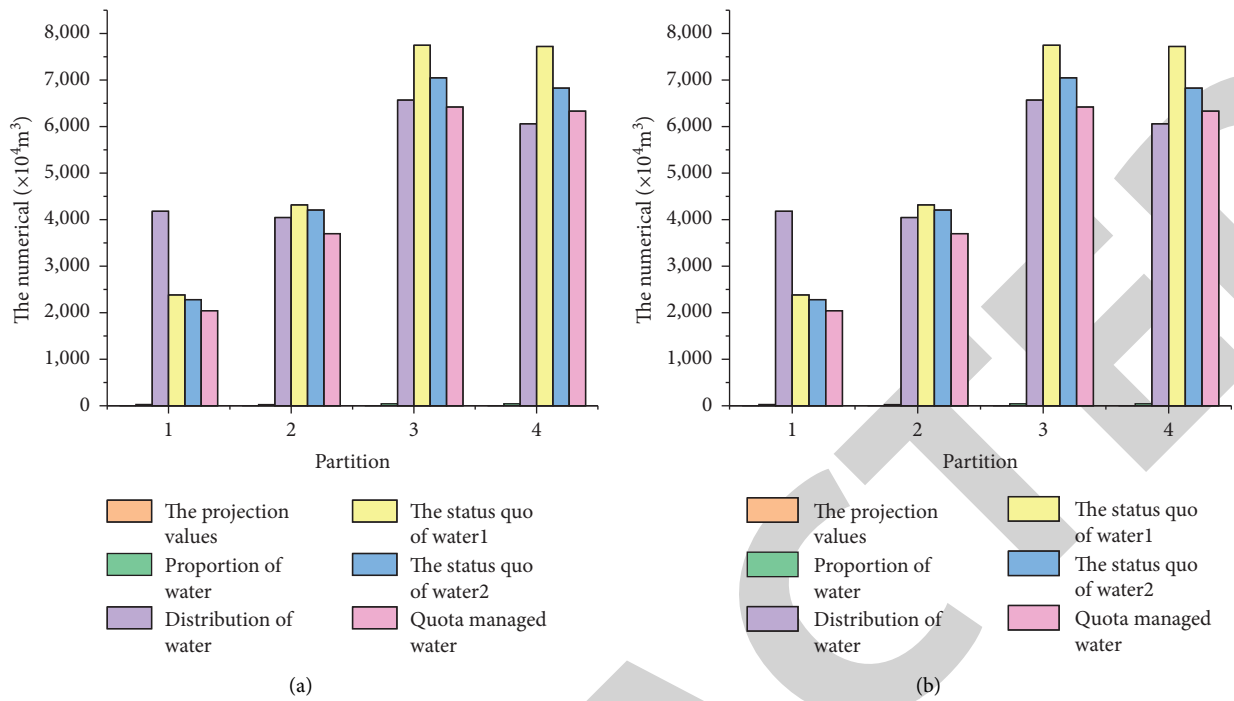 8,000
7,000
6,000
5,000
4,000
3,000
2,000
1,000
0
The numerical (×10⁴m³)
1 2 3 4
Partition
The projection
values
Proportion of
water
Distribution of
water
The status quo
of water1
The status quo
of water2
Quota managed
water
(a)
8,000
7,000
6,000
5,000
4,000
3,000
2,000
1,000
0
The numerical (×10⁴m³)
1 2 3 4
Partition
The projection
values
Proportion of
water
Distribution of
water
The status quo
of water1
The status quo
of water2
Quota managed
water
(b)